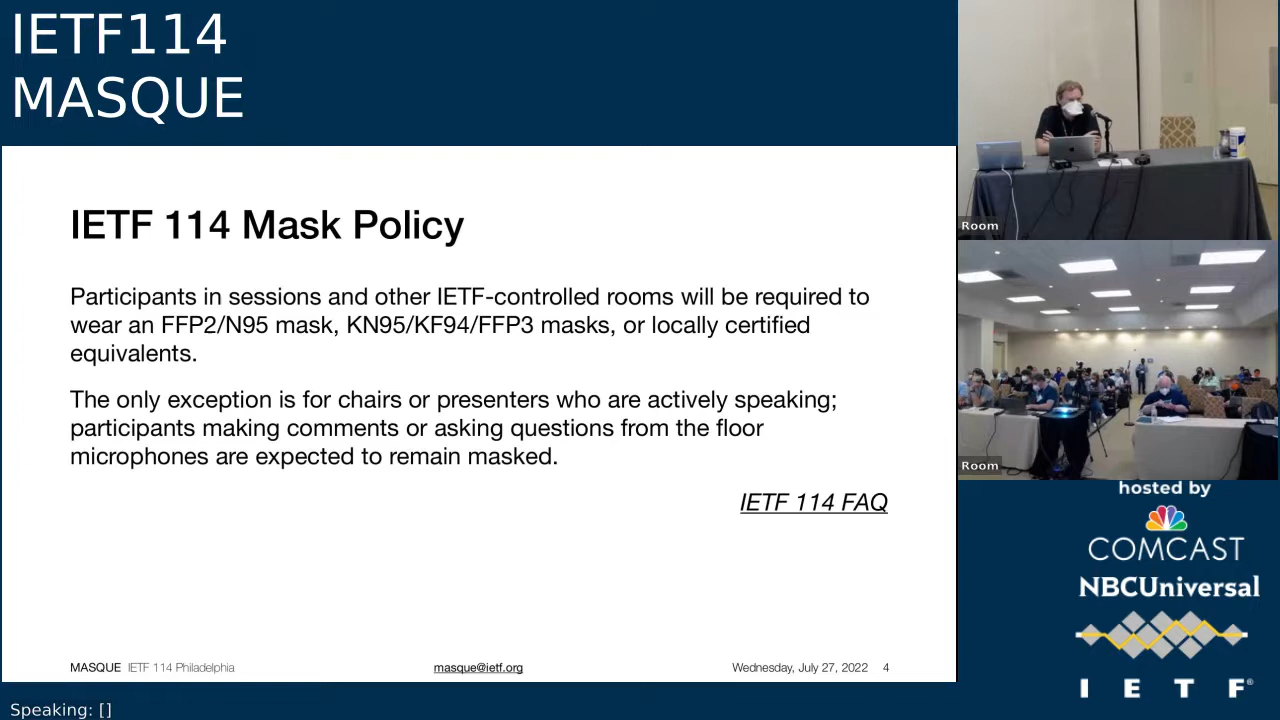 IETF114
MASQUE
IETF 114 Mask Policy
Participants in sessions and other IETF-controlled rooms will be required to
wear an FFP2/N95 mask, KN95/KF94/FFP3 masks, or locally certified
equivalents.
The only exception is for chairs or presenters who are actively speaking;
participants making comments or asking questions from the floor
microphones are expected to remain masked.
IETF 114 FAQ
MASQUE IETF 114 Philadelphia
masque@ietf.org
Wednesday, July 27, 2022 4
Speaking: []
Room
Room
hosted by
COMCAST
NBCUniversal
I E T F®